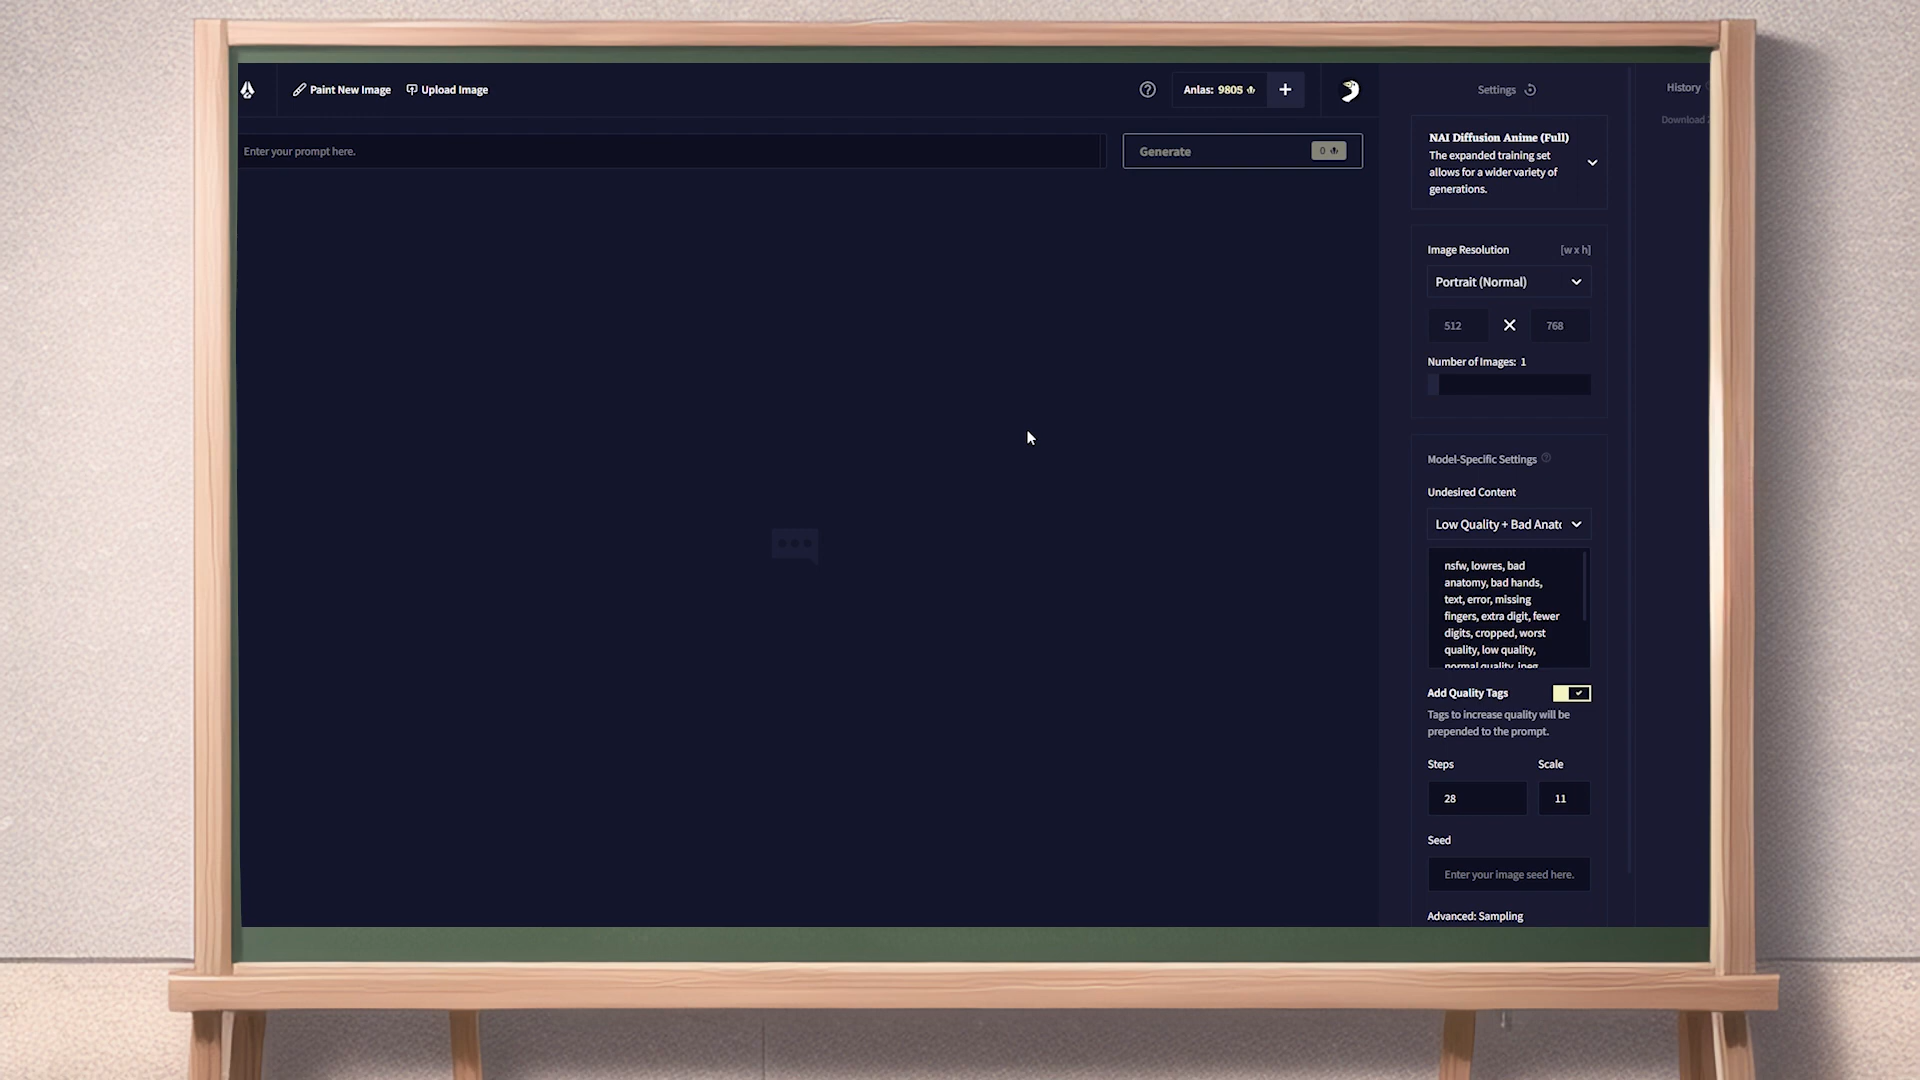 Paint New Image
Upload Image
Anlas: 9805
Settings
History
Download
Enter your prompt here.
Generate
0
NAI Diffusion Anime (Full)
The expanded training set
allows for a wider variety of
generations.
Image Resolution [w x h]
Portrait (Normal)
512 X 768
Number of Images: 1
Model-Specific Settings
Undesired Content
Low Quality + Bad Anato
nsfw, lowres, bad
anatomy, bad hands,
text, error, missing
fingers, extra digit, fewer
digits, cropped, worst
quality, low quality,
normal quality, jpeg
Add Quality Tags
Tags to increase quality will be
prepended to the prompt.
Steps Scale
28 11
Seed
Enter your image seed here.
Advanced: Sampling